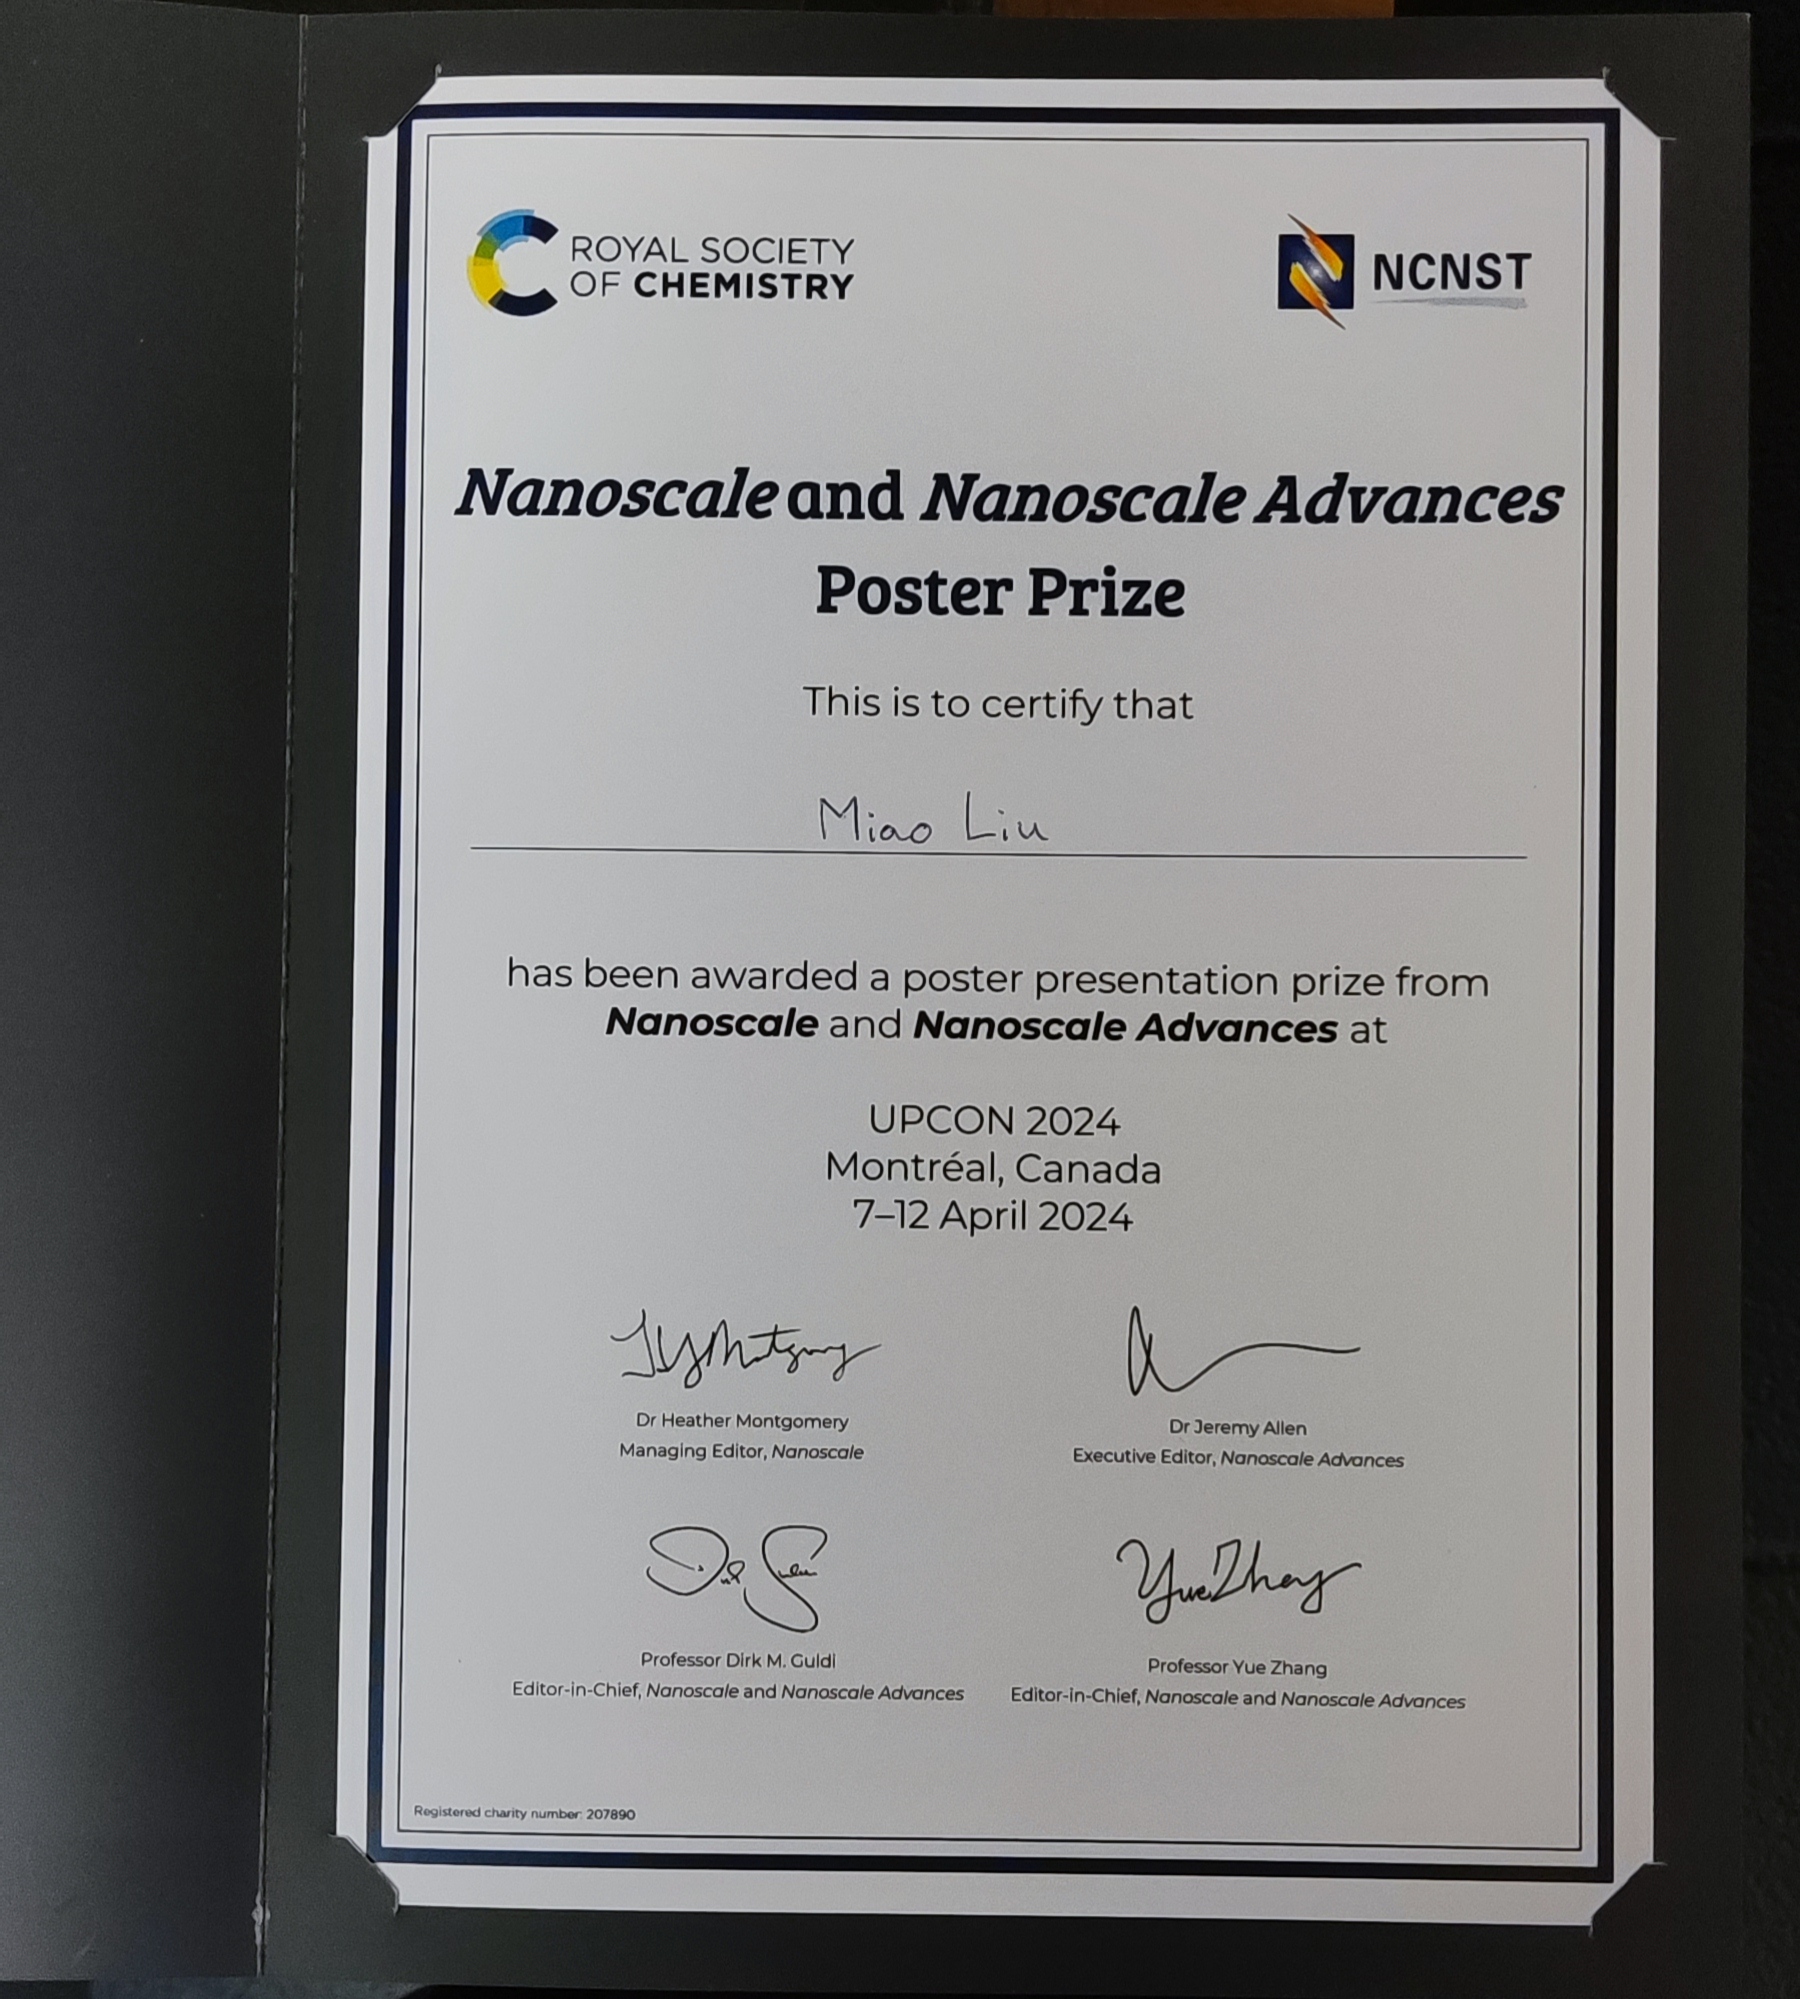 ROYAL SOCIETY
OF CHEMISTRY
NCNST
Nanoscale and Nanoscale Advances
Poster Prize
This is to certify that
Miao Liu
has been awarded a poster presentation prize from
Nanoscale and Nanoscale Advances at
UPCON 2024
Montréal, Canada
7–12 April 2024
Dr Heather Montgomery
Managing Editor, Nanoscale
Dr Jeremy Allen
Executive Editor, Nanoscale Advances
Yue Zhang
Professor Dirk M. Guldi
Editor-in-Chief, Nanoscale and Nanoscale Advances
Professor Yue Zhang
Editor-in-Chief, Nanoscale and Nanoscale Advances
Registered charity number: 207890